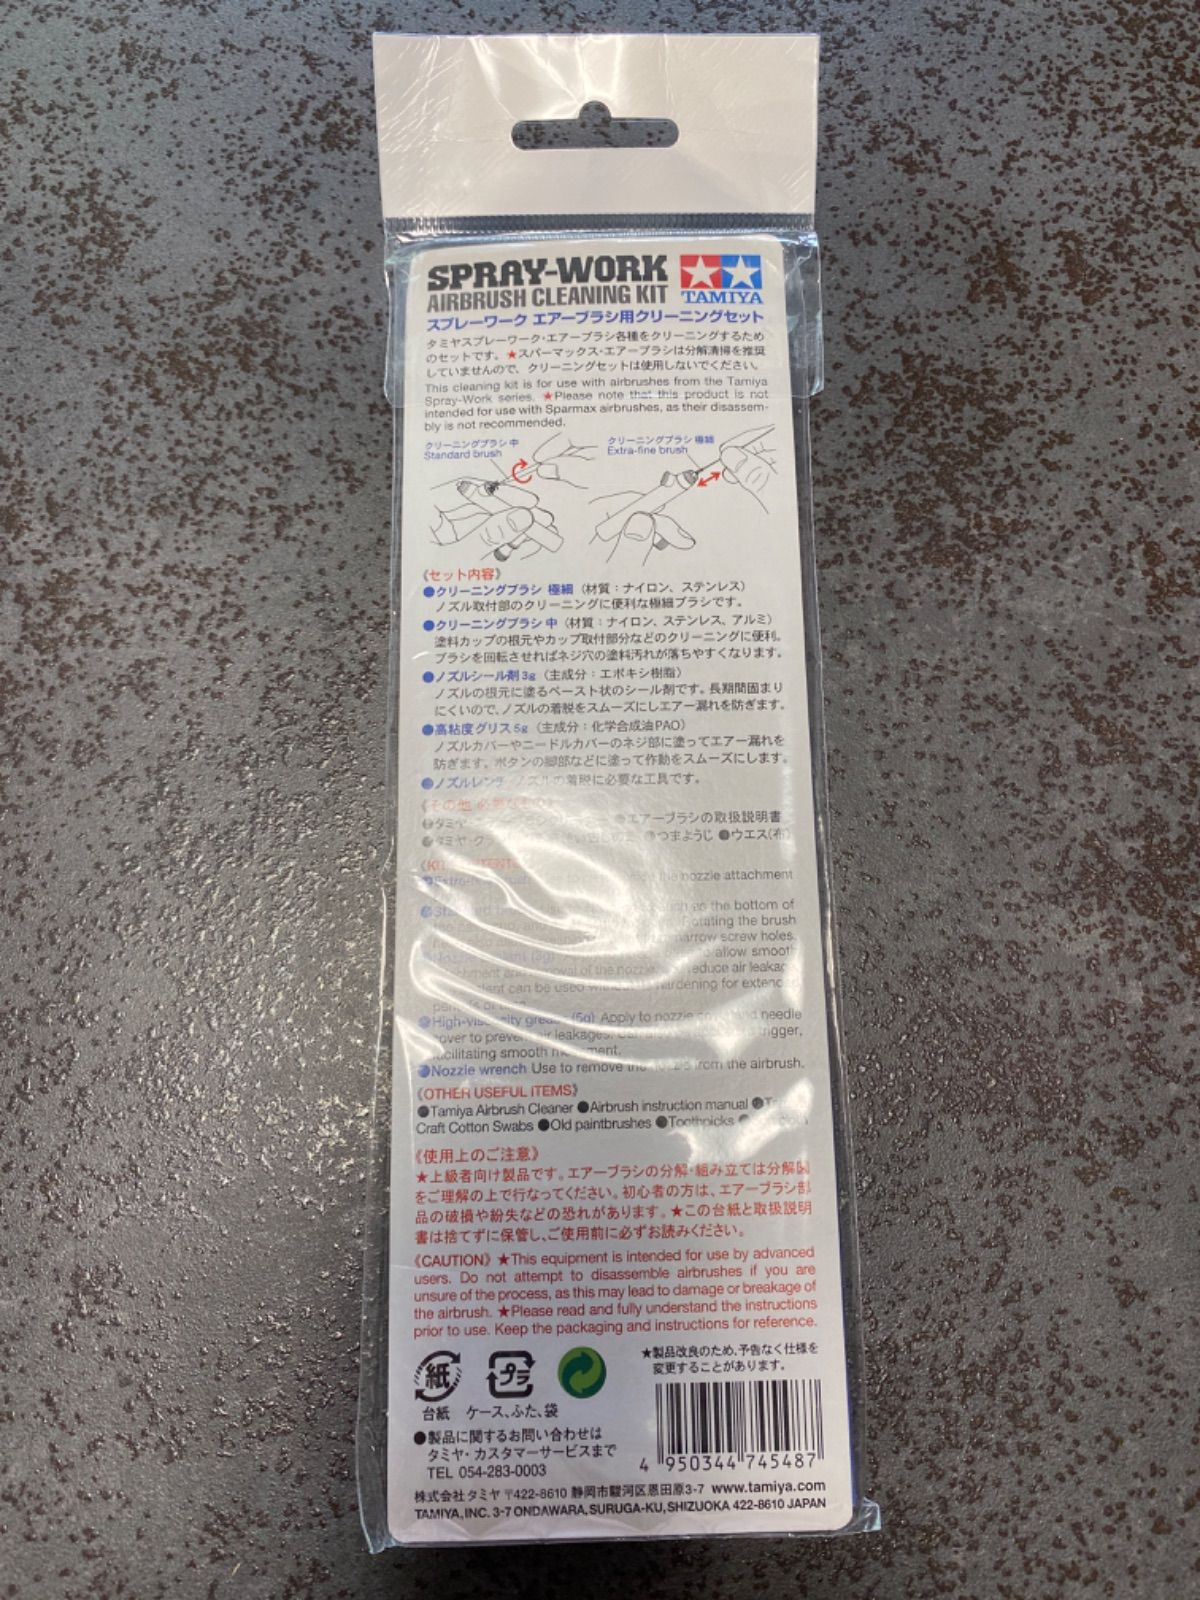 SPRAY-WORK
AIRBRUSH CLEANING KIT
TAMIYA
スプレーワーク エアーブラシ用クリーニングセット
タミヤスプレーワーク・エアーブラシ各種をクリーニングするため
のセットです。★スパーマックス・エアーブラシは分解清掃を推奨
していませんので、クリーニングセットは使用しないでください。
This cleaning kit is for use with airbrushes from the Tamiya
Spray-Work series. ★Please note that this product is not
intended for use with Sparmax airbrushes, as their disassem-
bly is not recommended.
クリーニングブラシ 中
Standard brush
クリーニングブラシ 極細
Extra-fine brush
《セット内容》
●クリーニングブラシ 極細（材質：ナイロン、ステンレス）
ノズル取付部のクリーニングに便利な極細ブラシです。
●クリーニングブラシ 中（材質：ナイロン、ステンレス、アルミ）
塗料カップの根元やカップ取付部分などのクリーニングに便利。
ブラシを回転させればネジ穴の塗料汚れが落ちやすくなります。
●ノズルシール剤 3g（主成分：エポキシ樹脂）
ノズルの根元に塗るペースト状のシール剤です。長期間固まり
にくいので、ノズルの着脱をスムーズにしエアー漏れを防ぎます。
●高粘度グリス 5g（主成分：化学合成油PAO）
ノズルカバーやニードルカバーのネジ部に塗ってエアー漏れを
防ぎます。ボタンの脚部などに塗って作動をスムーズにします。
●ノズルレンチ ノズルの着脱に必要な工具です。
《その他
●タミヤ ●エアーブラシの取扱説明書
●タミヤ・ ●つまようじ ●ウエス(布)
the nozzle attachment
as the bottom of
Rotating the brush
narrow screw holes.
(3g) allow smooth
removal of the reduce air
can be used hardening for extended
●High-viscosity grease (5g) Apply to nozzle and needle
cover to prevent air leakages. trigger,
facilitating smooth movement.
●Nozzle wrench Use to remove the nozzle from the airbrush.
《OTHER USEFUL ITEMS》
●Tamiya Airbrush Cleaner ●Airbrush instruction manual
Craft Cotton Swabs ●Old paintbrushes ●Toothpicks
《使用上のご注意》
★上級者向け製品です。エアーブラシの分解・組み立ては分解図
をご理解の上で行なってください。初心者の方は、エアーブラシ部
品の破損や紛失などの恐れがあります。★この台紙と取扱説明
書は捨てずに保管し、ご使用前に必ずお読みください。
《CAUTION》★This equipment is intended for use by advanced
users. Do not attempt to disassemble airbrushes if you are
unsure of the process, as this may lead to damage or breakage of
the airbrush. ★Please read and fully understand the instructions
prior to use. Keep the packaging and instructions for reference.
紙
台紙
プラ
ケース、ふた、袋
★製品改良のため、予告なく仕様を
変更することがあります。
●製品に関するお問い合わせは
タミヤ・カスタマーサービスまで
TEL 054-283-0003
4 950344 745487
株式会社 タミヤ 〒422-8610 静岡市駿河区恩田原3-7 www.tamiya.com
TAMIYA, INC. 3-7 ONDAWARA, SURUGA-KU, SHIZUOKA 422-8610 JAPAN